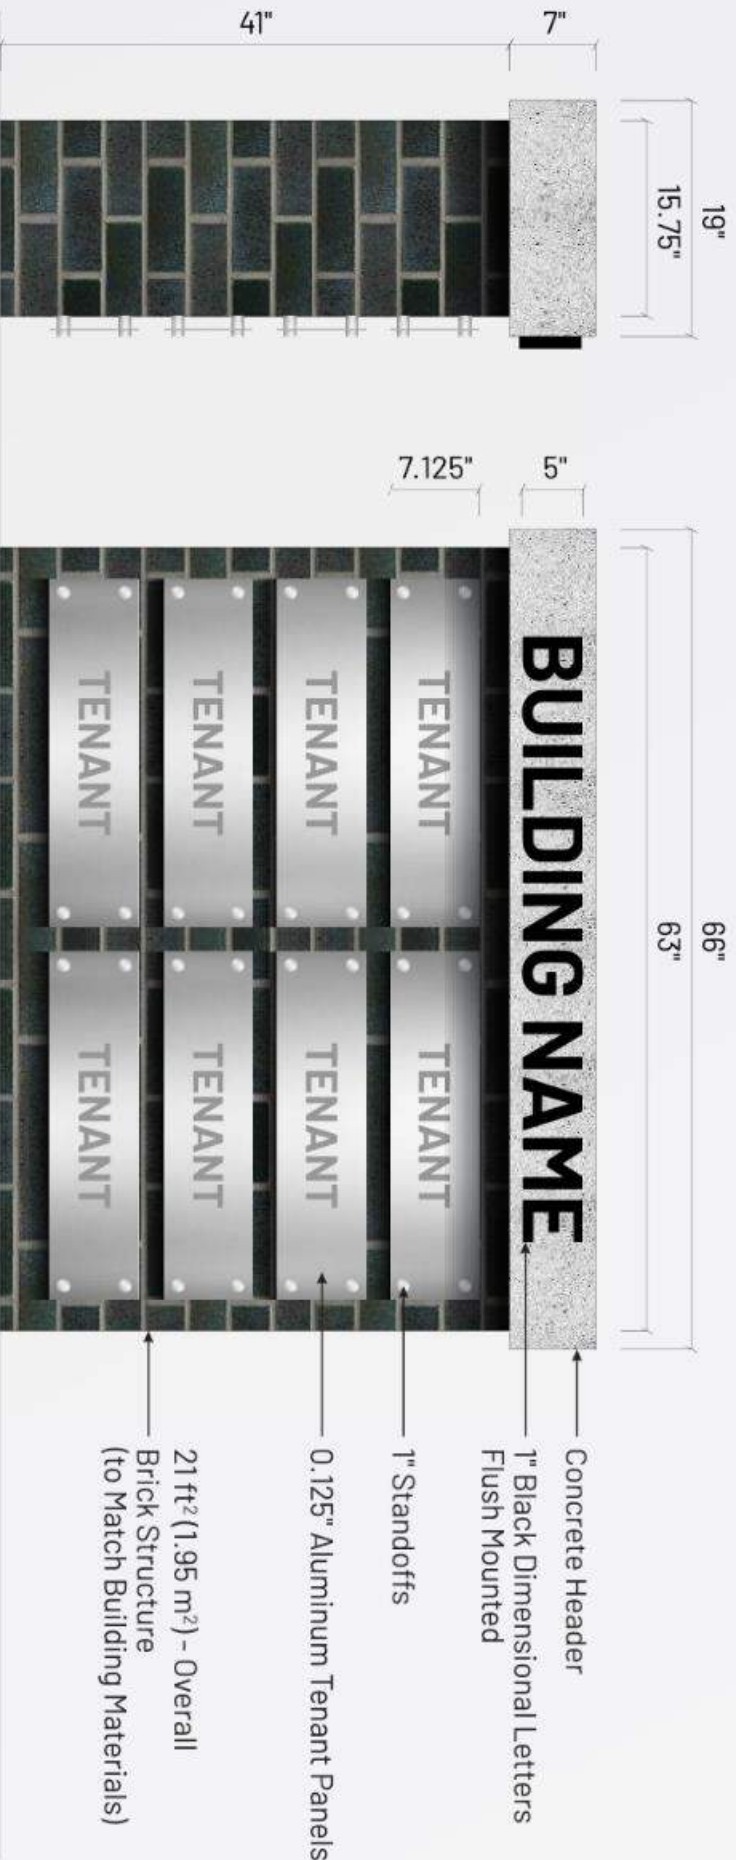 66"
63"
BUILDING NAME
5"
7.125"
TENANT TENANT
TENANT TENANT
TENANT TENANT
TENANT TENANT
Concrete Header
1" Black Dimensional Letters
Flush Mounted
1" Standoffs
0.125" Aluminum Tenant Panels
21 ft² (1.95 m²) - Overall
Brick Structure
(to Match Building Materials)
19"
15.75"
7"
41"